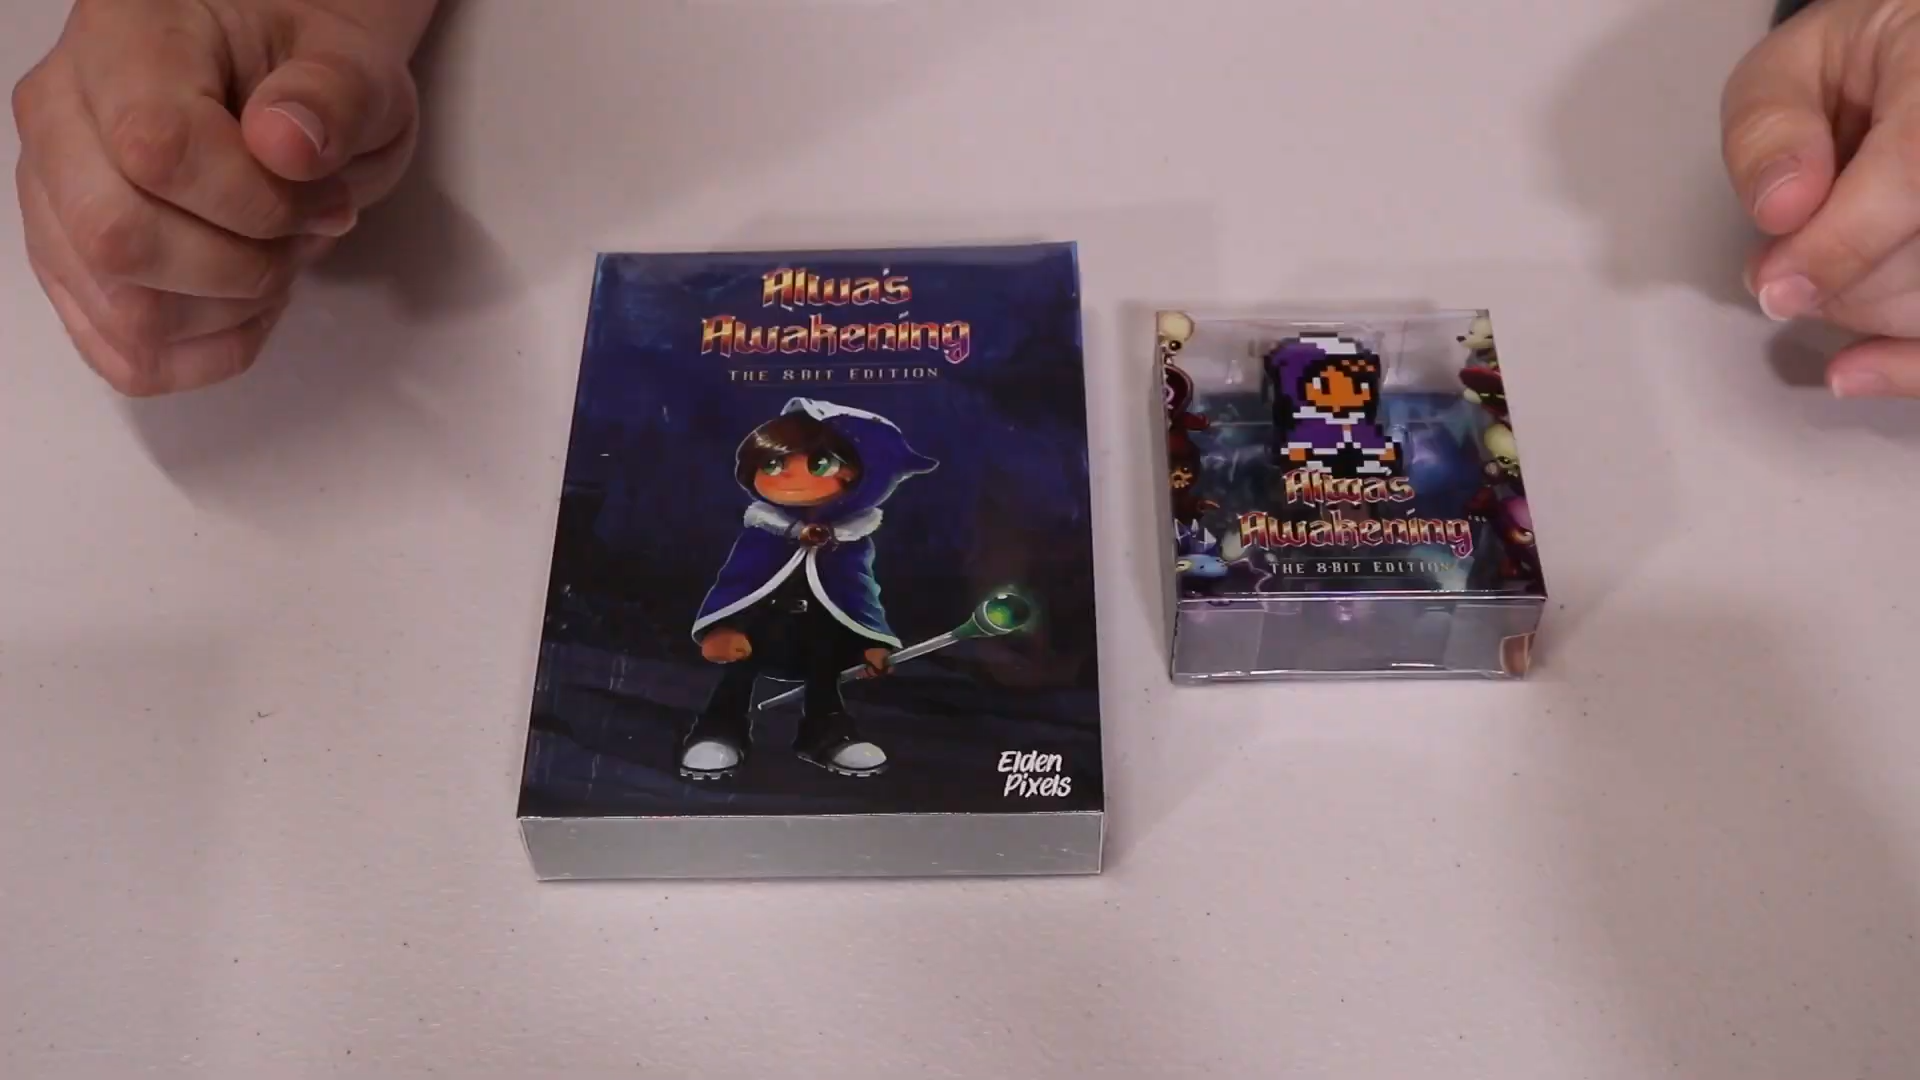 Alwa's
Awakening
THE 8-BIT EDITION
Elden
Pixels
Alwa's
Awakening
THE 8-BIT EDITION